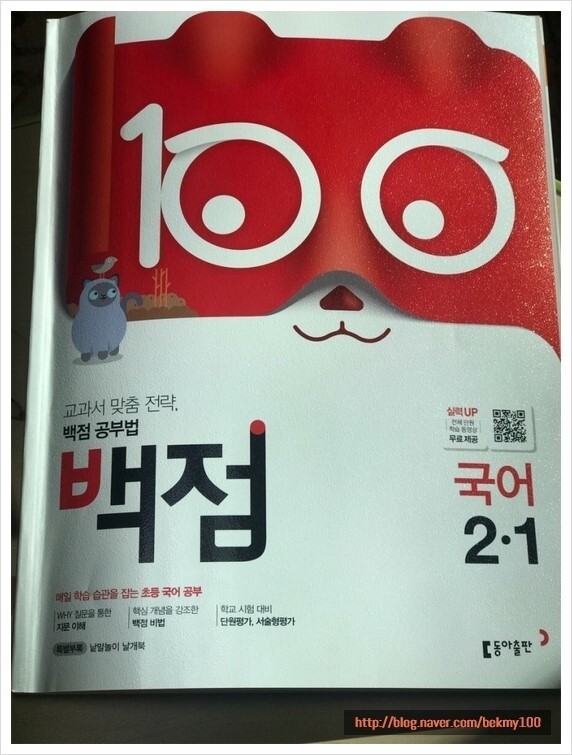 100
교과서 맞춤 전략,
백점 공부법
백점
실력 UP
전체 단원
학습 동영상
무료 제공
국어
2·1
매일 학습 습관을 잡는 초등 국어 공부
WHY 질문을 통한
지문 이해
핵심 개념을 강조한
백점 비법
학교 시험 대비
단원평가, 서술형평가
특별부록 낱말놀이 날개북
동아출판
http://blog.naver.com/bekmy100